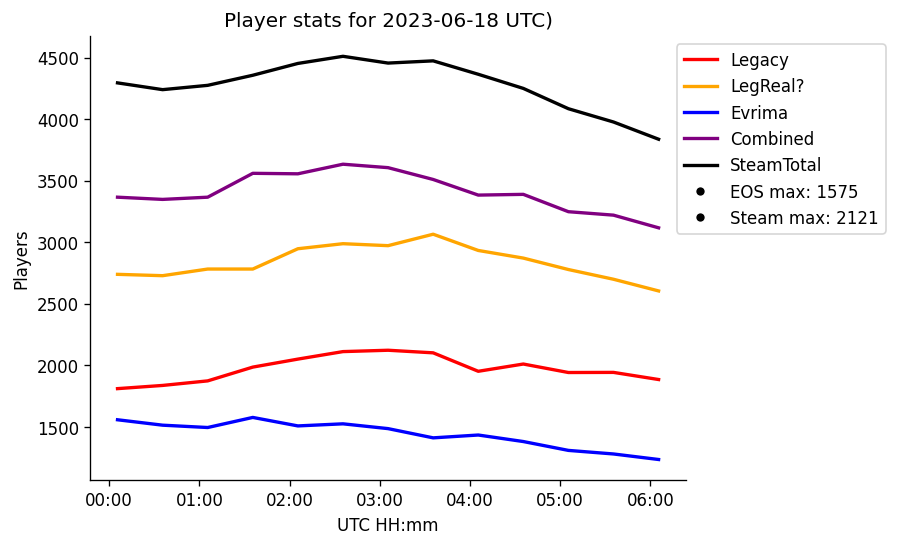 Player stats for 2023-06-18 UTC)
Players
4500
4000
3500
3000
2500
2000
1500
00:00 01:00 02:00 03:00 04:00 05:00 06:00
UTC HH:mm
Legacy
LegReal?
Evrima
Combined
SteamTotal
EOS max: 1575
Steam max: 2121